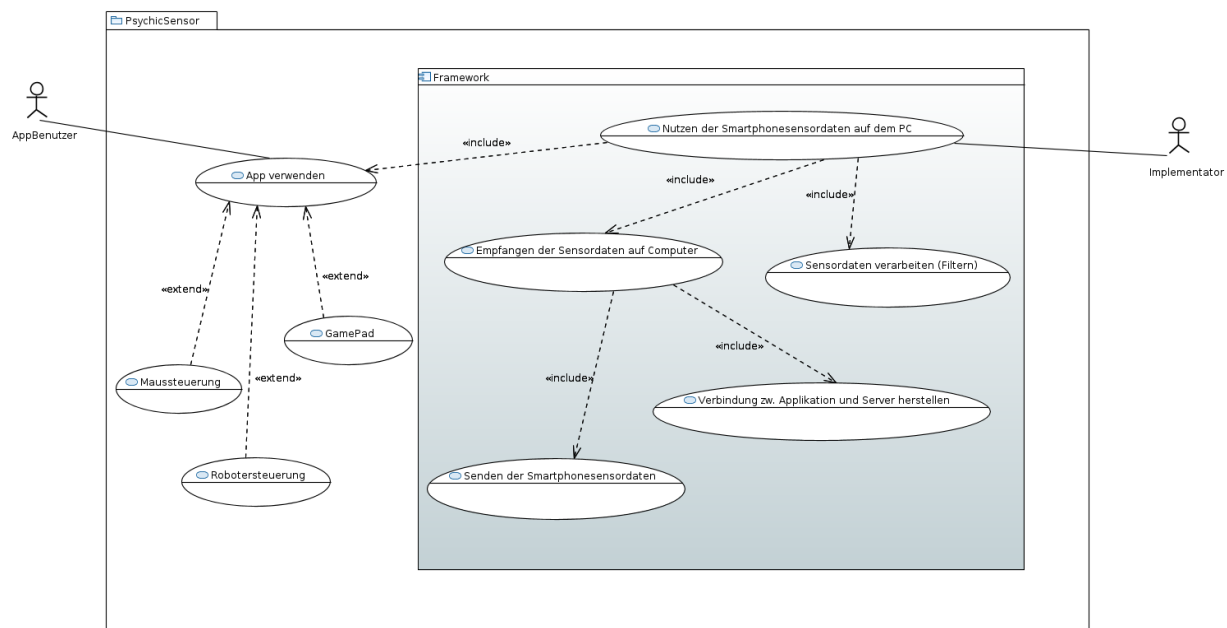 PsychicSensor
Framework
AppBenutzer
Nutzen der Smartphonesensordaten auf dem PC
«include»
Implementator
App verwenden
«include»
«include»
Empfangen der Sensordaten auf Computer
Sensordaten verarbeiten (Filtern)
«extend»
«extend»
GamePad
«include»
«extend»
«include»
Maussteuerung
Verbindung zw. Applikation und Server herstellen
Robotersteuerung
Senden der Smartphonesensordaten